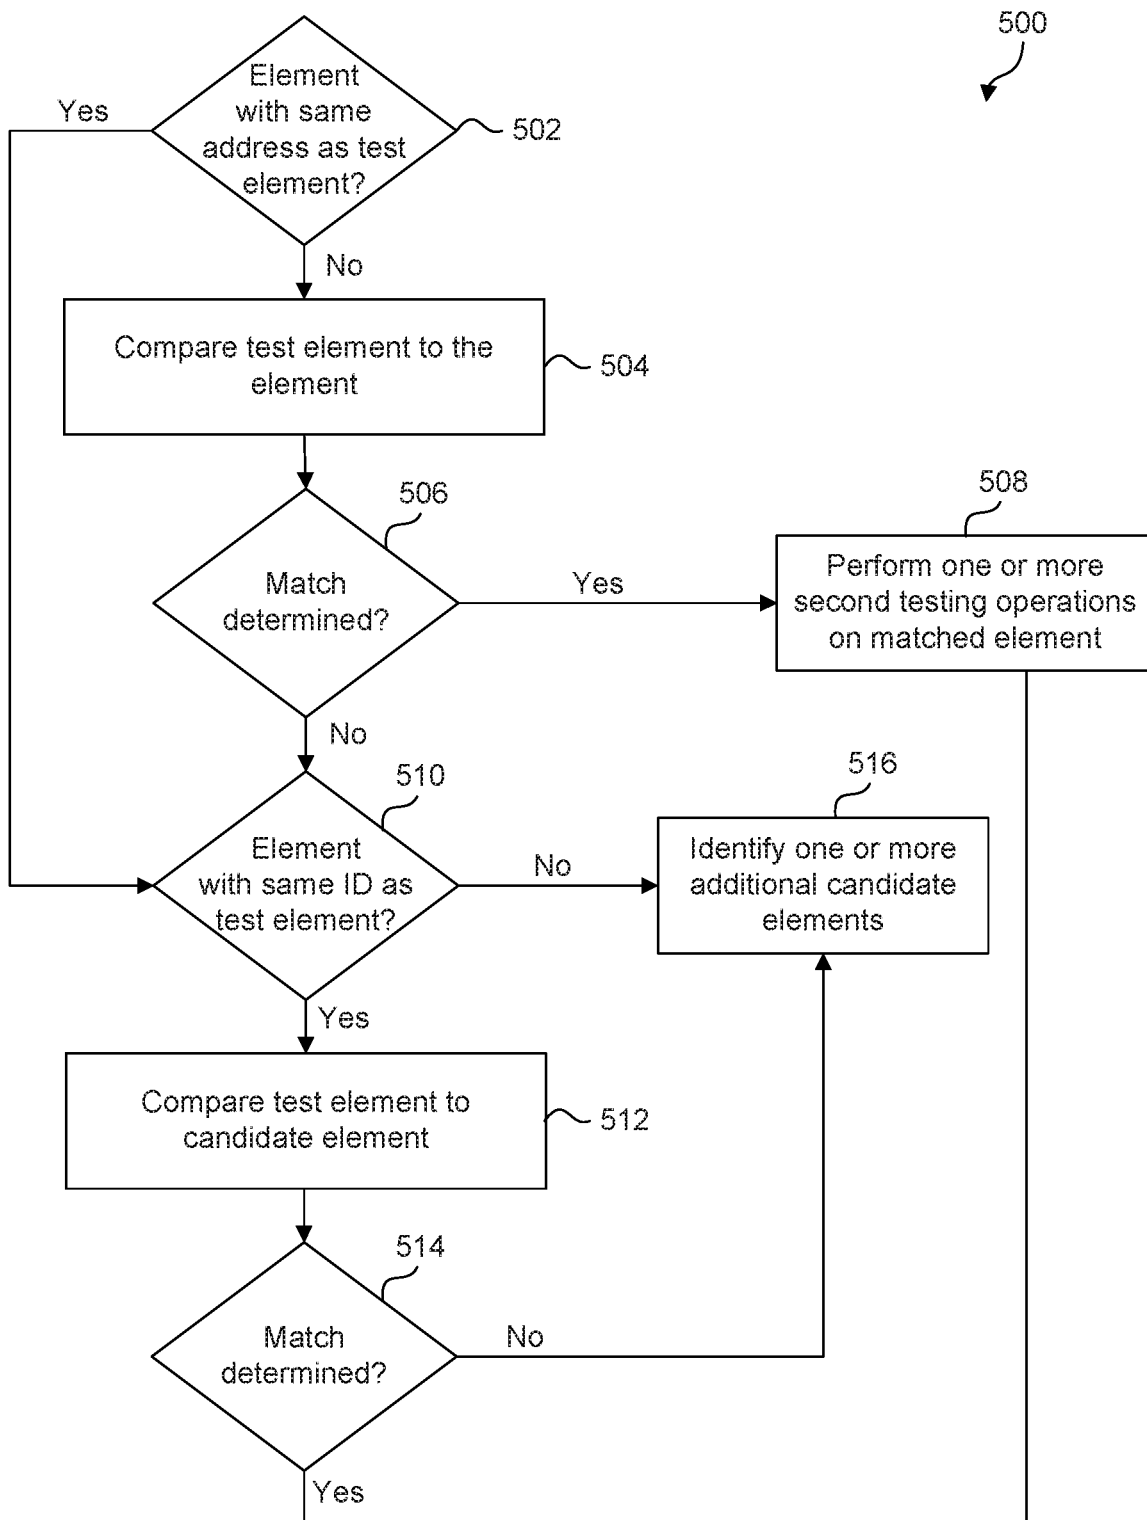 500
Element
with same
address as test
element?
Yes
502
No
Compare test element to the
element
504
506
Match
determined?
Yes
508
Perform one or more
second testing operations
on matched element
No
510
Element
with same ID as
test element?
No
516
Identify one or more
additional candidate
elements
Yes
Compare test element to
candidate element
512
514
Match
determined?
No
Yes